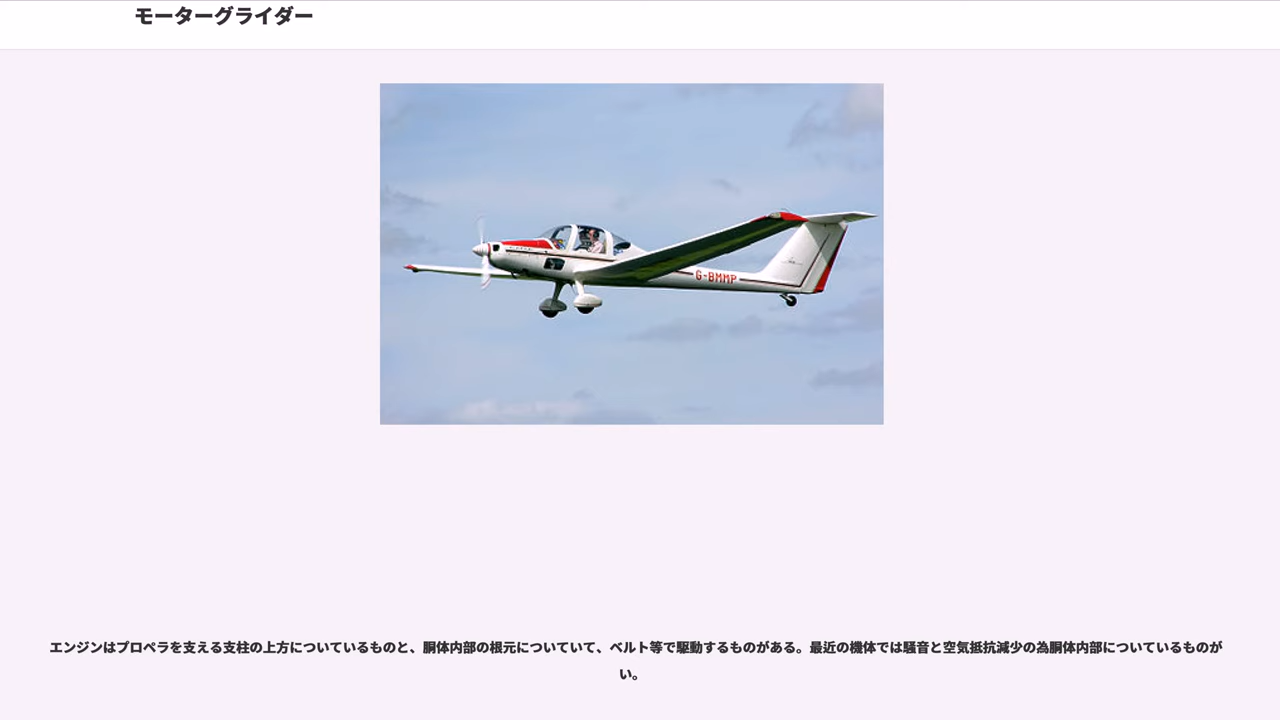 モーターグライダー
G-BMMP
エンジンはプロペラを支える支柱の上方についているものと、胴体内部の根元についていて、ベルト等で駆動するものがある。最近の機体では騒音と空気抵抗減少の為胴体内部についているものが
い。